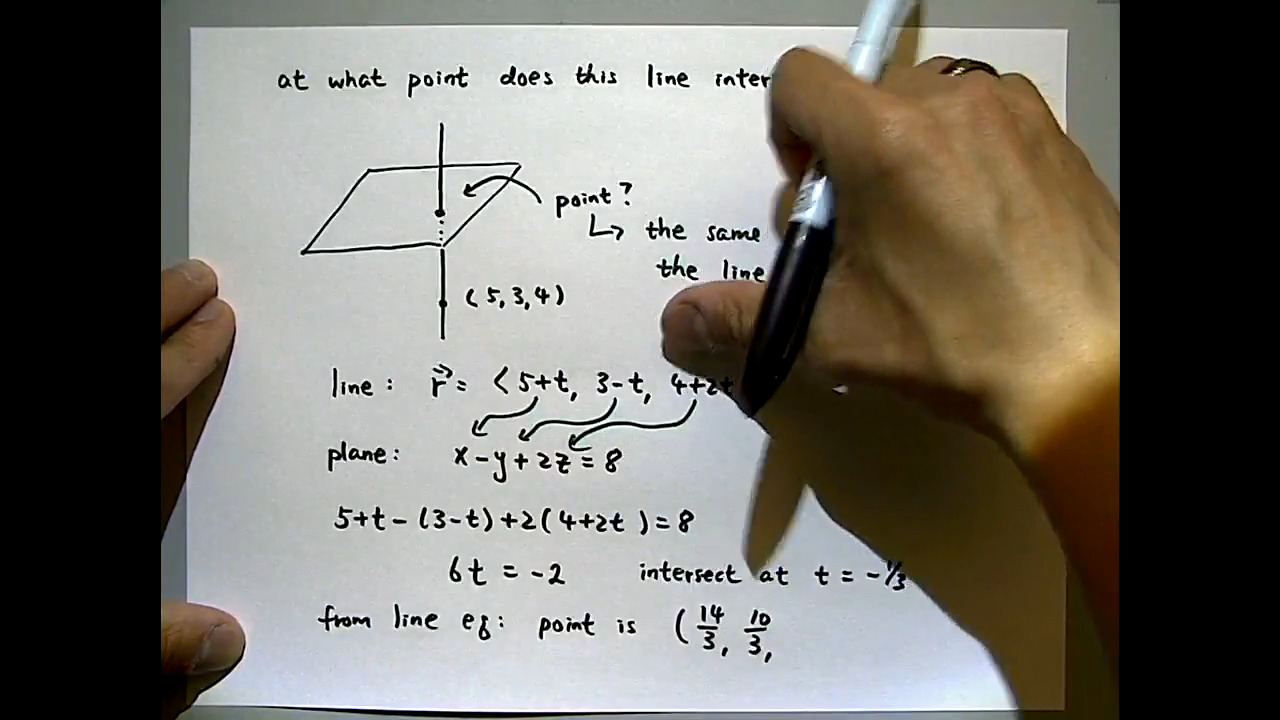 at what point does this line
point?
↳ the same
the line
(5,3,4)
line: r⃗ = <5+t, 3-t, 4+2t
plane: x-y+2z=8
5+t-(3-t)+2(4+2t)=8
6t = -2 intersect at t = -1/3
from line eq: point is (14/3, 10/3,